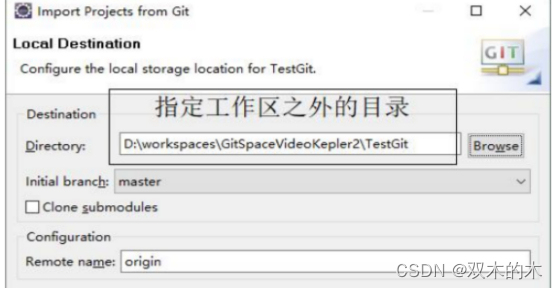 Import Projects from Git
Local Destination
Configure the local storage location for TestGit.
GIT
指定工作区之外的目录
Destination
Directory: D:\workspaces\GitSpaceVideoKepler2\TestGit Browse
Initial branch: master
Clone submodules
Configuration
Remote name: origin
CSDN @双木的木